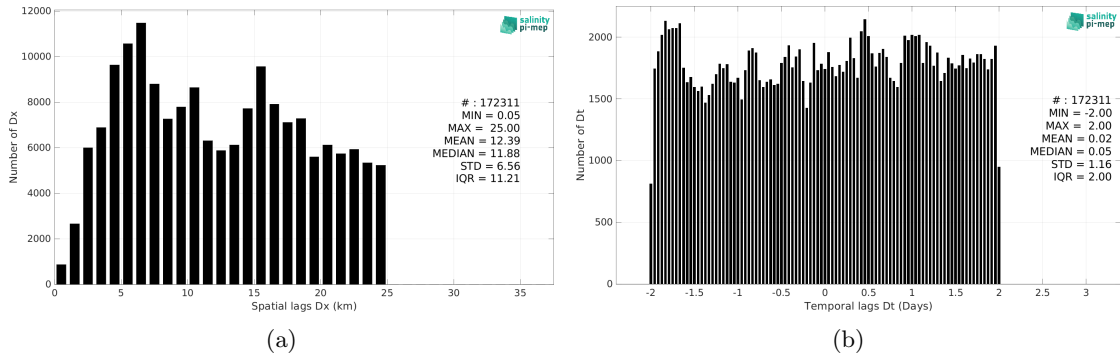 12000
10000
8000
6000
4000
2000
0
Number of Dx
salinity
pi-mep
# : 172311
MIN = 0.05
MAX = 25.00
MEAN = 12.39
MEDIAN = 11.88
STD = 6.56
IQR = 11.21
0 5 10 15 20 25 30 35
Spatial lags Dx (km)
(a)
2000
1500
1000
500
0
Number of Dt
salinity
pi-mep
# : 172311
MIN = -2.00
MAX = 2.00
MEAN = 0.02
MEDIAN = 0.05
STD = 1.16
IQR = 2.00
-2 -1.5 -1 -0.5 0 0.5 1 1.5 2 2.5 3
Temporal lags Dt (Days)
(b)